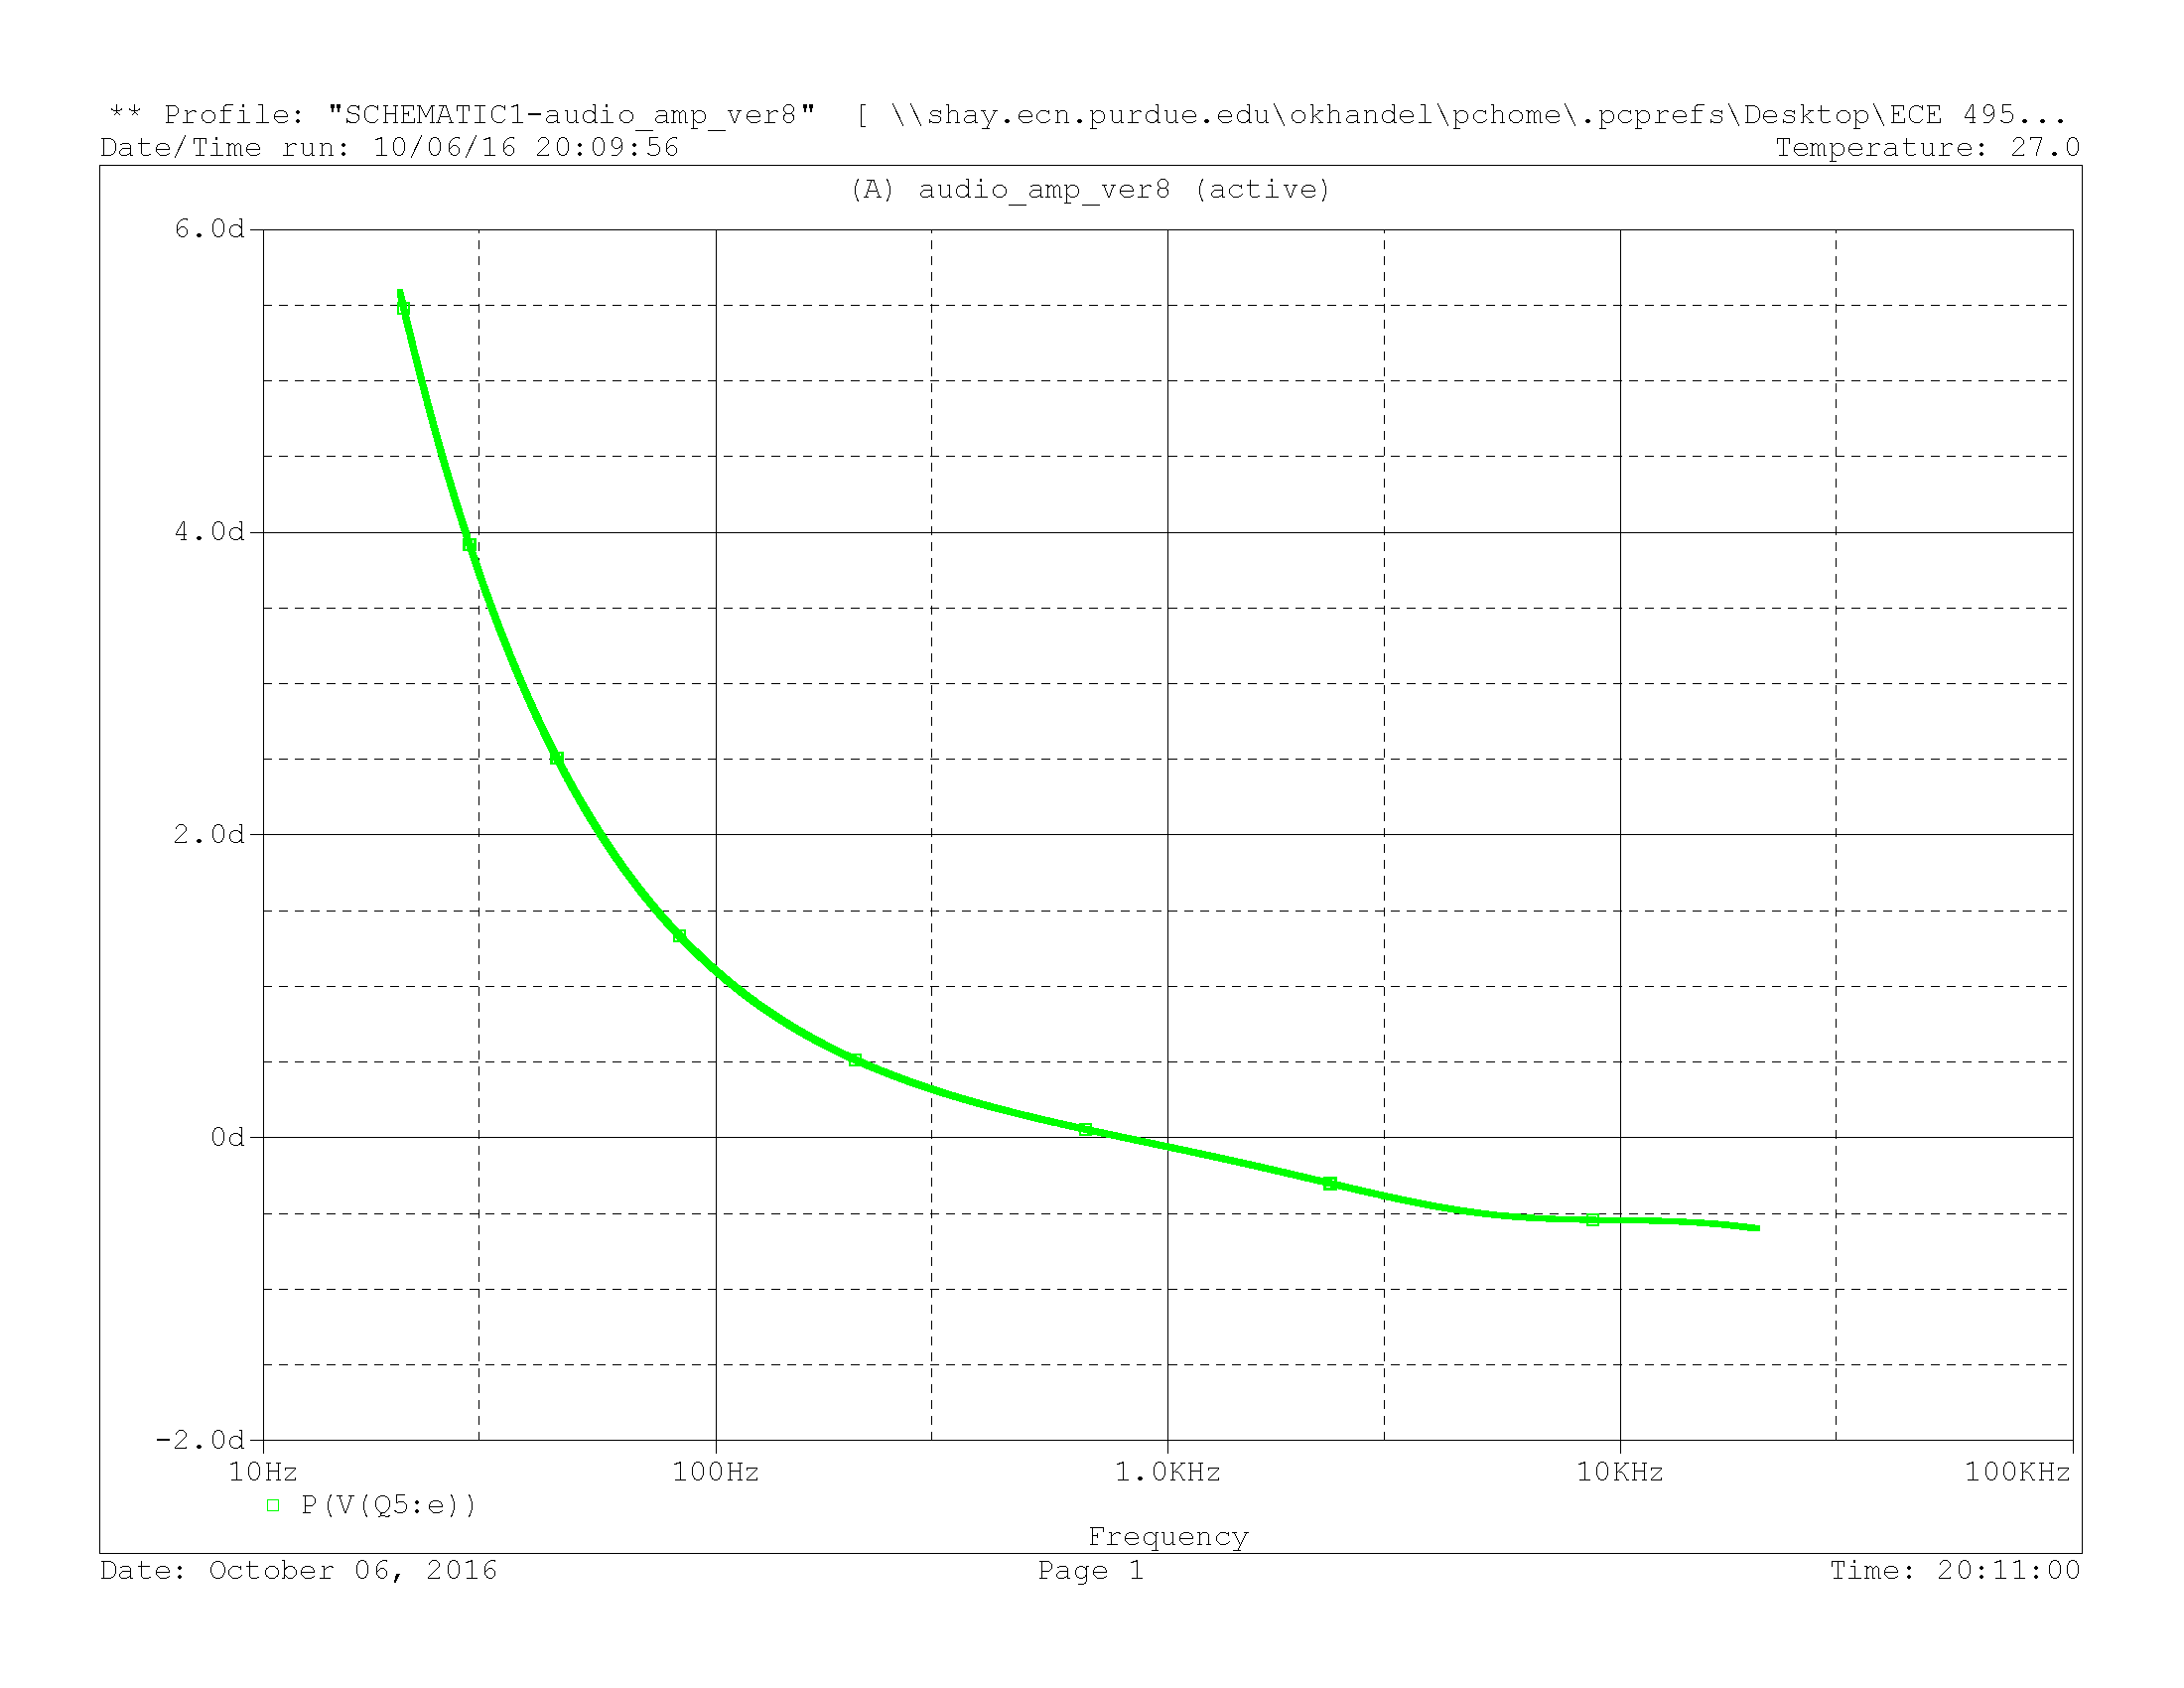 ** Profile: "SCHEMATIC1-audio_amp_ver8" [ \\shay.ecn.purdue.edu\okhandel\pchome\.pcprefs\Desktop\ECE 495...
Date/Time run: 10/06/16 20:09:56 Temperature: 27.0
(A) audio_amp_ver8 (active)
6.0d
4.0d
2.0d
0d
-2.0d
10Hz 100Hz 1.0KHz 10KHz 100KHz
P(V(Q5:e))
Frequency
Date: October 06, 2016 Page 1 Time: 20:11:00